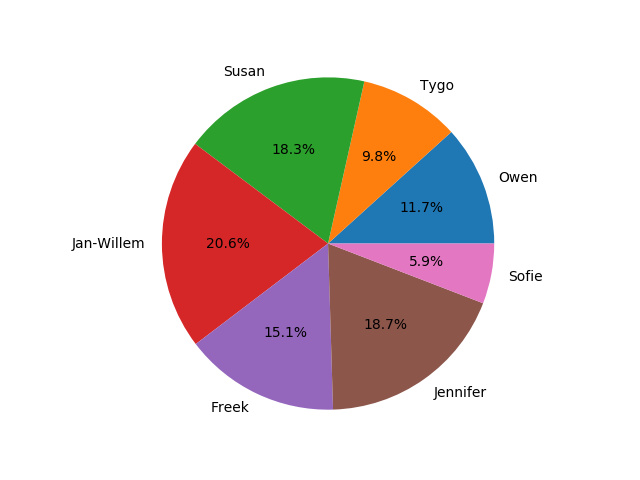 Susan
Tygo
18.3%
9.8%
Owen
11.7%
Jan-Willem
20.6%
5.9%
Sofie
15.1%
18.7%
Jennifer
Freek